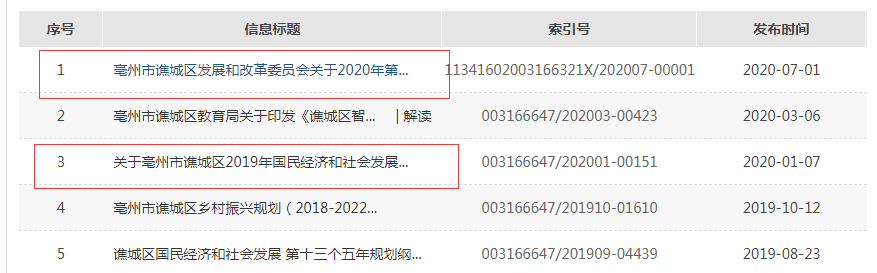 序号 信息标题 索引号 发布时间
1 亳州市谯城区发展和改革委员会关于2020年第... 11341602003166321X/202007-00001 2020-07-01
2 亳州市谯城区教育局关于印发《谯城区智... | 解读 003166647/202003-00423 2020-03-06
3 关于亳州市谯城区2019年国民经济和社会发展... 003166647/202001-00151 2020-01-07
4 亳州市谯城区乡村振兴规划（2018-2022... 003166647/201910-01610 2019-10-12
5 谯城区国民经济和社会发展 第十三个五年规划纲... 003166647/201909-04439 2019-08-23